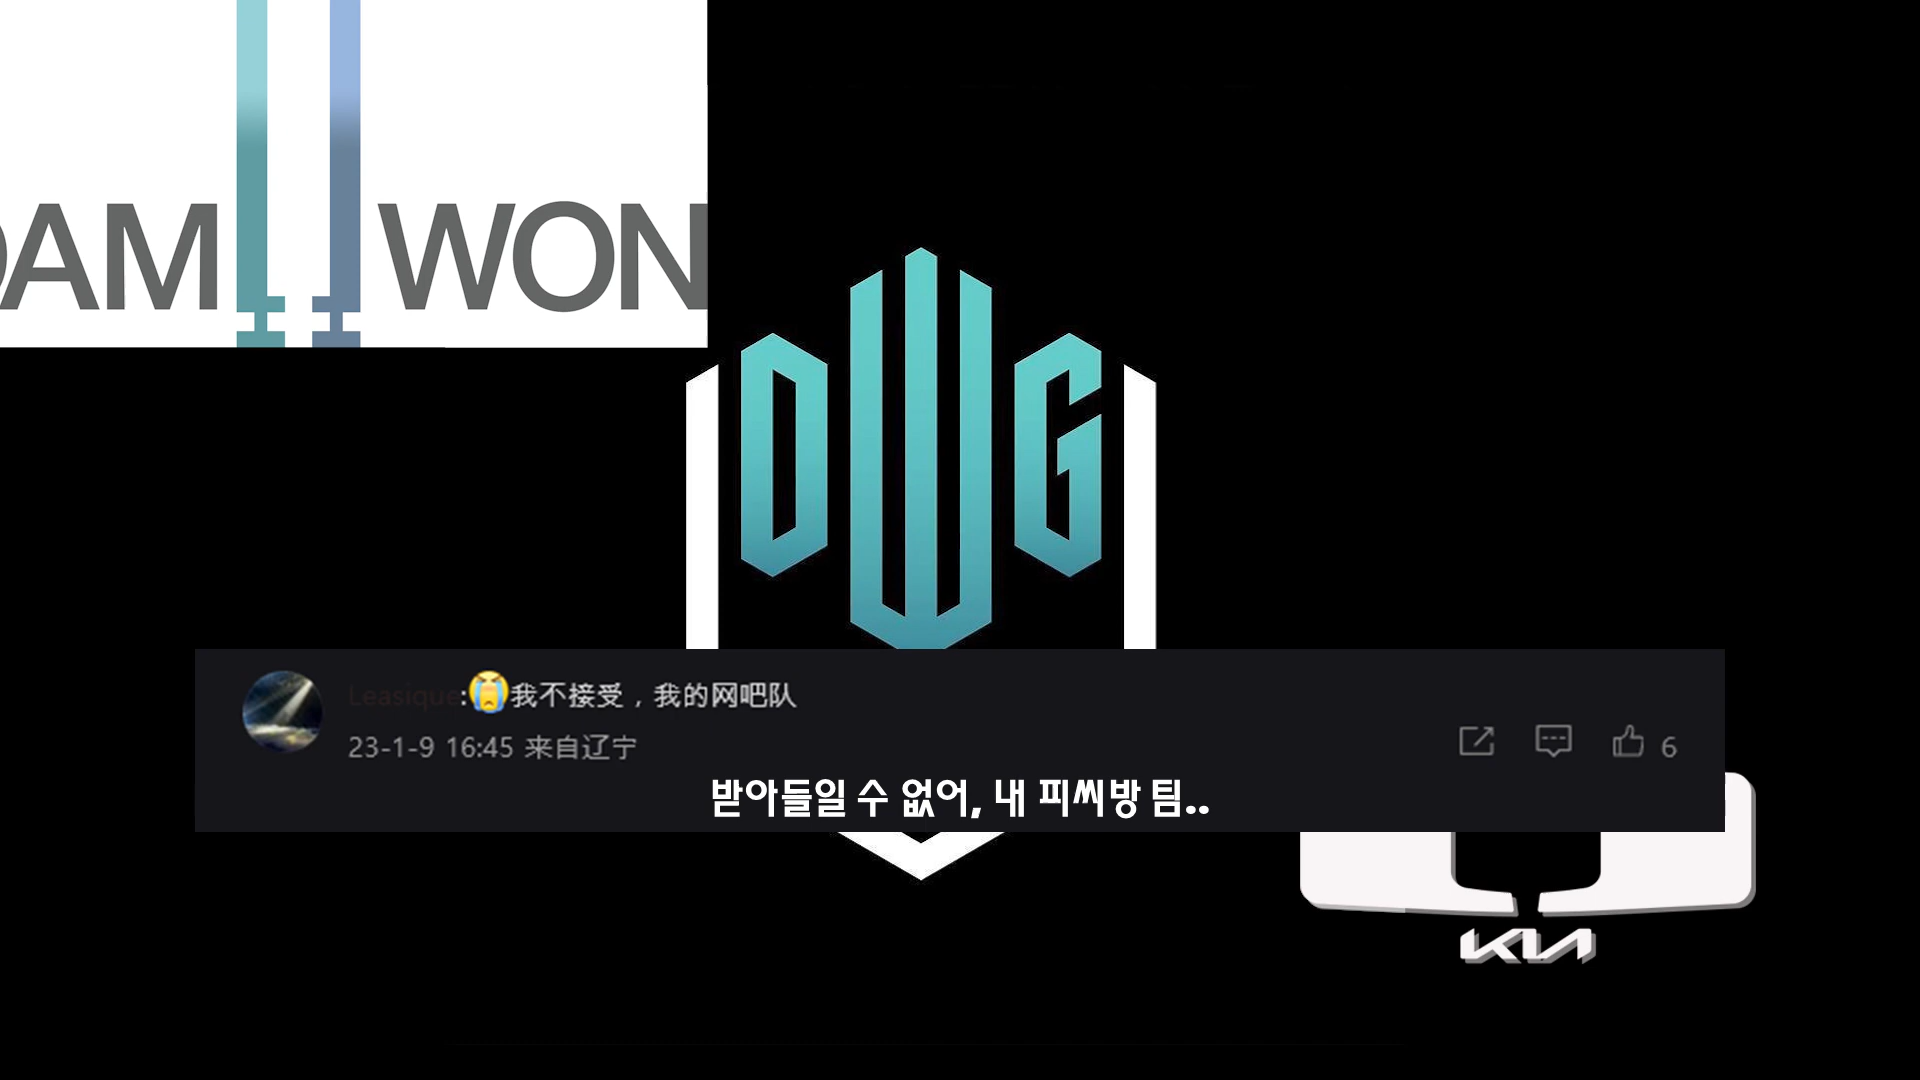 DAMWON
DWG
Leasique:我不接受，我的网吧队
23-1-9 16:45 来自辽宁
6
받아들일 수 없어, 내 피씨방 팀..
KIA